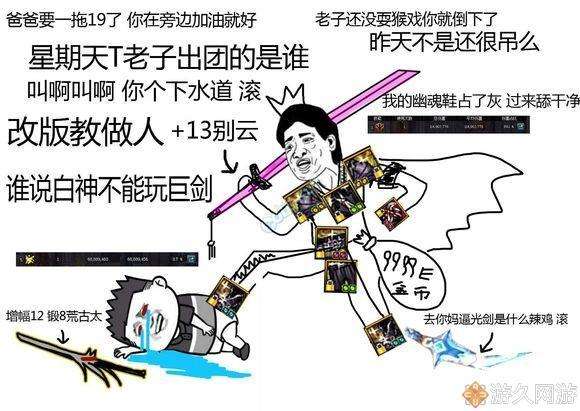 爸爸要一拖19了 你在旁边加油就好
老子还没耍猴戏你就倒下了
昨天不是还很吊么
星期天T老子出团的是谁
叫啊叫啊 你个下水道 滚
我的幽魂鞋占了灰 过来舔干净
改版教做人 +13别云
谁说白神不能玩巨剑
9999E
金币
增幅12 锻8荒古太
去你妈逼光剑是什么辣鸡 滚
游久网游